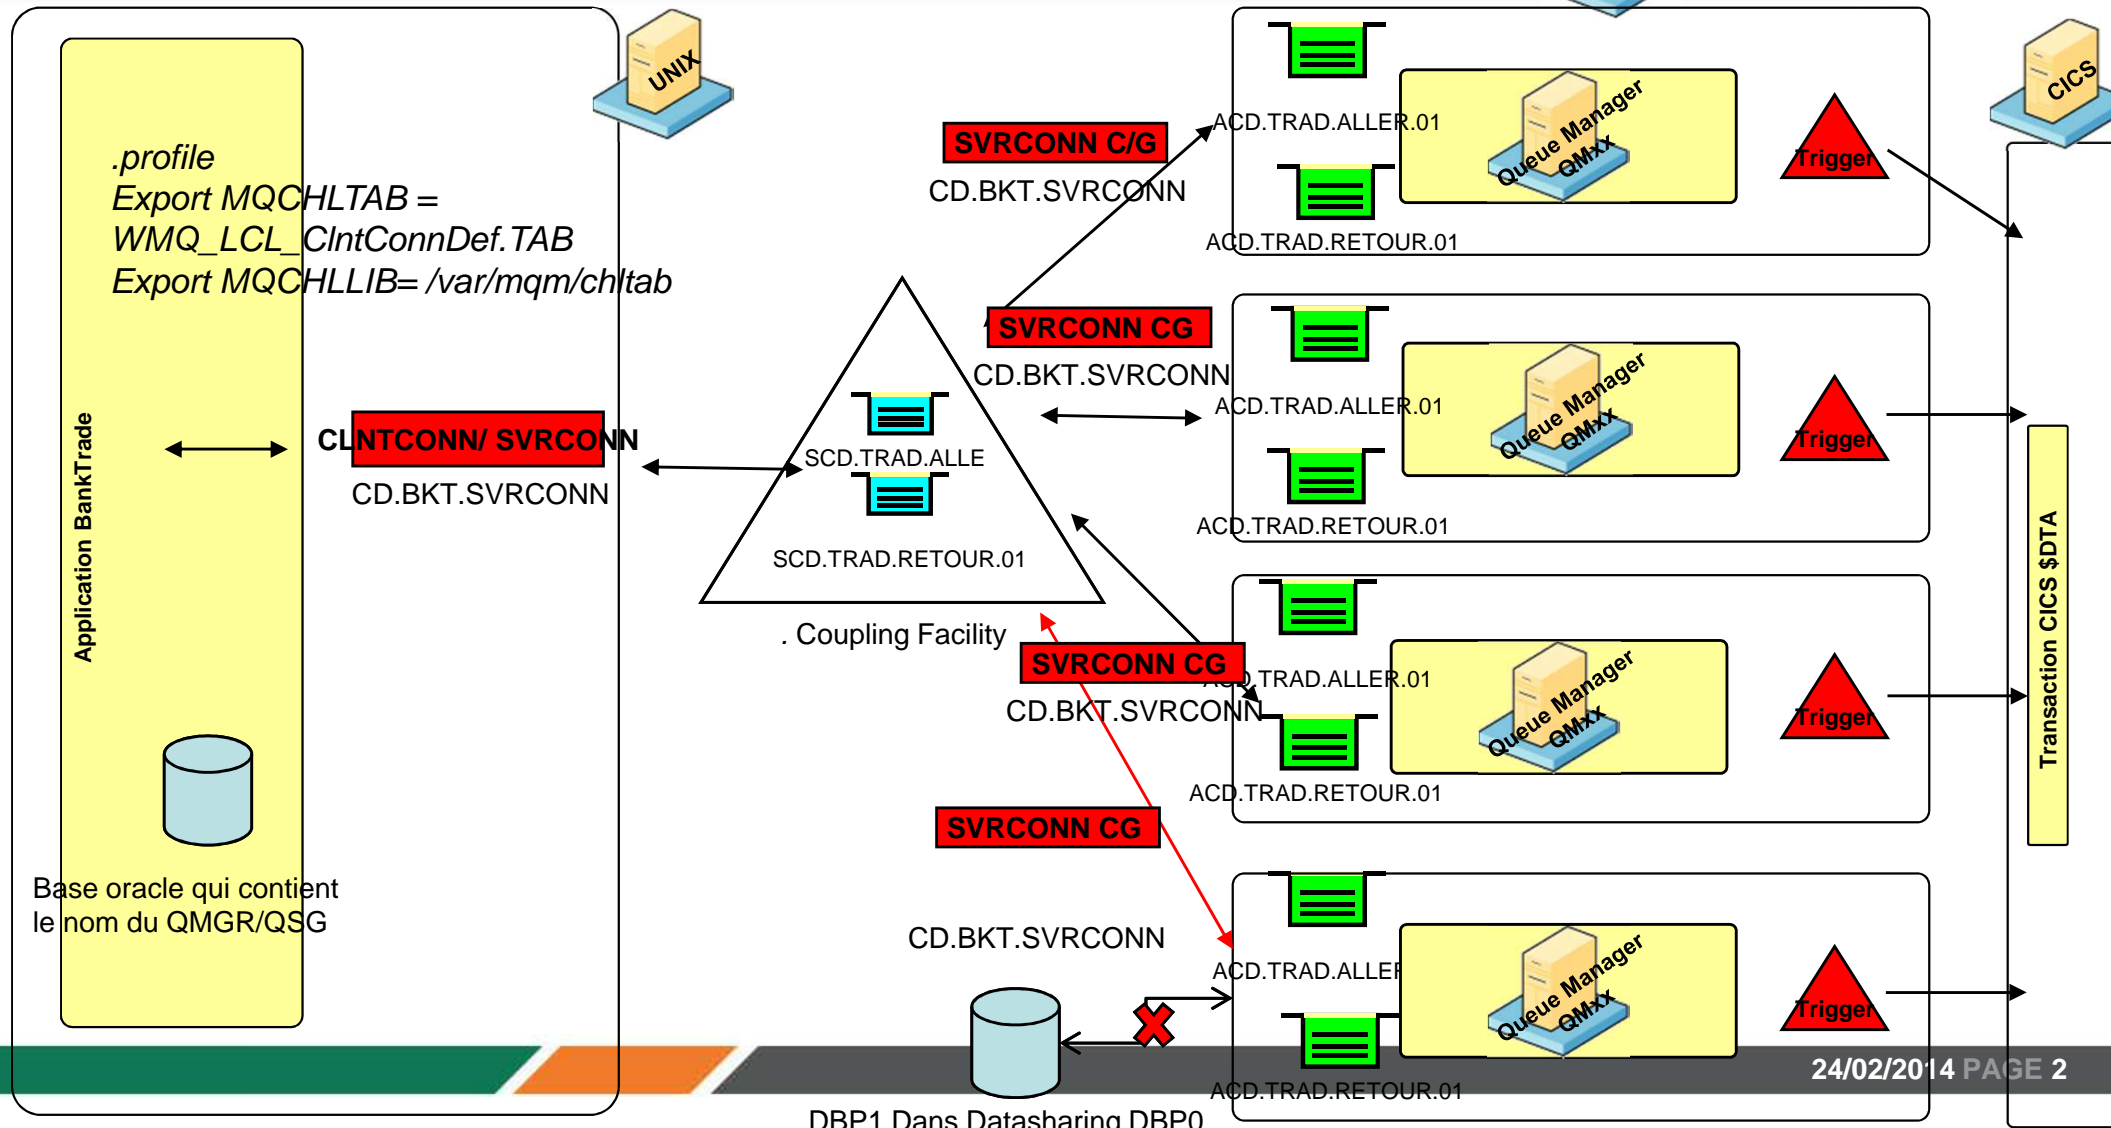 UNIX
.profile
Export MQCHLTAB =
WMQ_LCL_ClntConnDef.TAB
Export MQCHLLIB= /var/mqm/chltab
Application BankTrade
CLNTCONN/ SVRCONN
CD.BKT.SVRCONN
Base oracle qui contient
le nom du QMGR/QSG
SCD.TRAD.ALLE
SCD.TRAD.RETOUR.01
. Coupling Facility
SVRCONN C/G
CD.BKT.SVRCONN
SVRCONN CG
CD.BKT.SVRCONN
SVRCONN CG
CD.BKT.SVRCONN
SVRCONN CG
CD.BKT.SVRCONN
DBP1 Dans Datasharing DBP0
ACD.TRAD.ALLER.01
ACD.TRAD.RETOUR.01
Queue Manager
QMxx
Trigger
ACD.TRAD.ALLER.01
ACD.TRAD.RETOUR.01
Queue Manager
QMxx
Trigger
ACD.TRAD.ALLER.01
ACD.TRAD.RETOUR.01
Queue Manager
QMxx
Trigger
ACD.TRAD.ALLER
ACD.TRAD.RETOUR.01
Queue Manager
QMxx
Trigger
CICS
Transaction CICS $DTA
24/02/2014 PAGE 2